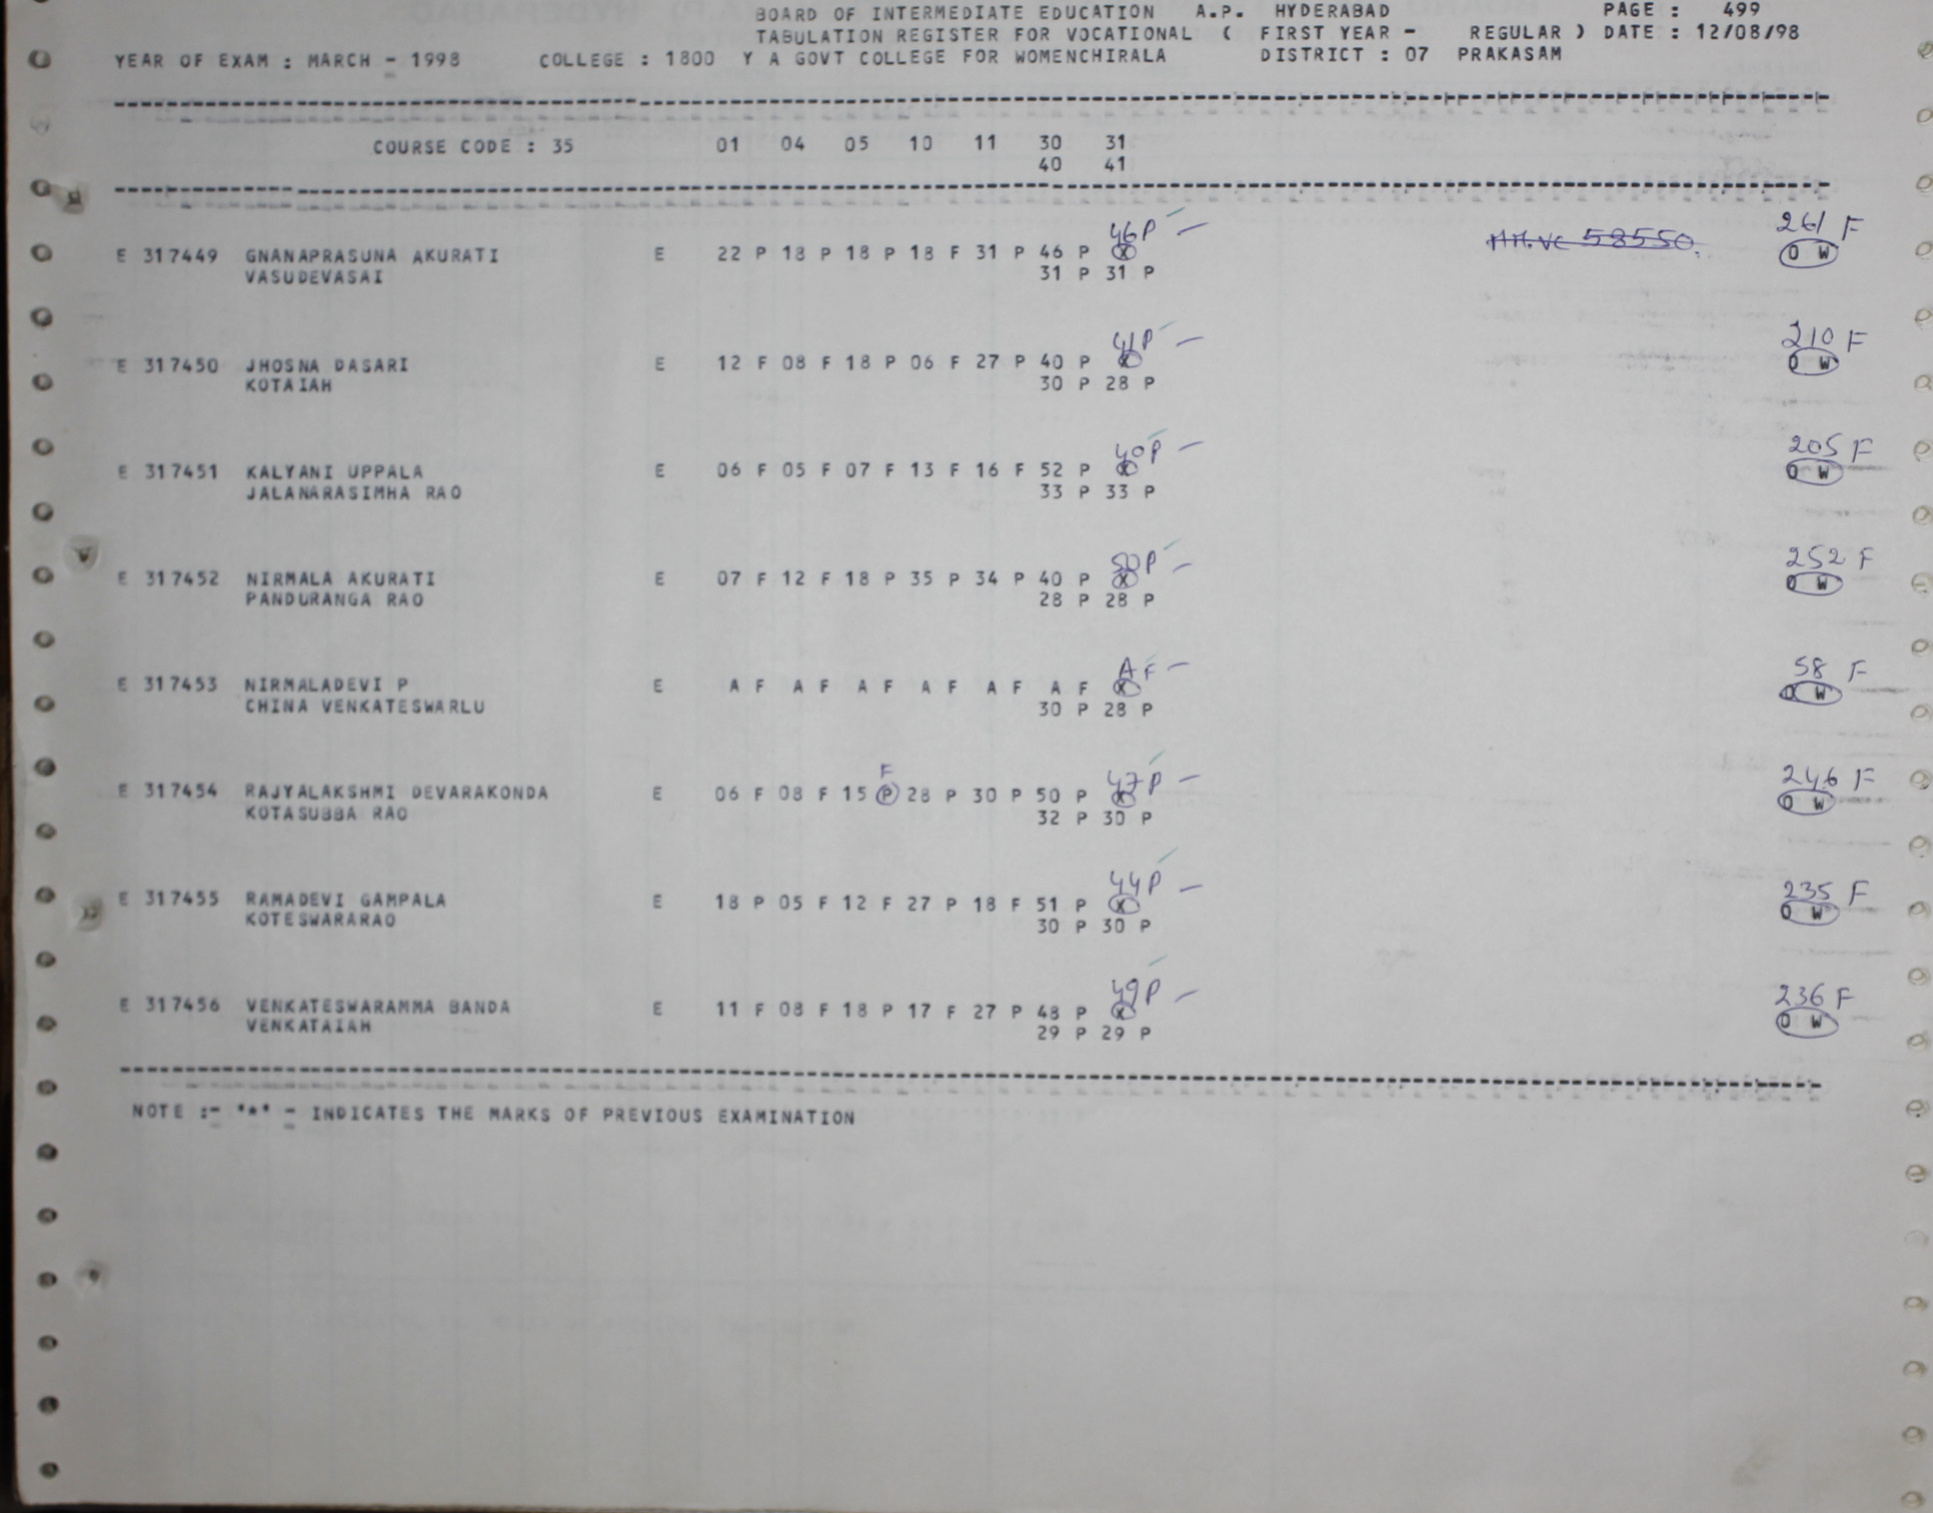 BOARD OF INTERMEDIATE EDUCATION A.P. HYDERABAD PAGE : 499
TABULATION REGISTER FOR VOCATIONAL ( FIRST YEAR - REGULAR ) DATE : 12/08/98
YEAR OF EXAM : MARCH - 1998 COLLEGE : 1800 Y A GOVT COLLEGE FOR WOMENCHIRALA DISTRICT : 07 PRAKASAM
COURSE CODE : 35 01 04 05 10 11 30 31
40 41
46P 261 F
E 317449 GNANAPRASUNA AKURATI E 22 P 18 P 18 P 18 F 31 P 46 P X 58550 0 W
VASUDEVASAI 31 P 31 P
41P 210 F
E 317450 JHOSNA DASARI E 12 F 08 F 18 P 06 F 27 P 40 P X 0 W
KOTAIAH 30 P 28 P
40P 205 F
E 317451 KALYANI UPPALA E 06 F 05 F 07 F 13 F 16 F 52 P X 0 W
JALANARASIMHA RAO 33 P 33 P
50P 252 F
E 317452 NIRMALA AKURATI E 07 F 12 F 18 P 35 P 34 P 40 P X 0 W
PANDURANGA RAO 28 P 28 P
AF 58 F
E 317453 NIRMALADEVI P E A F A F A F A F A F A F X 0 W
CHINA VENKATESWARLU 30 P 28 P
F 47P 246 F
E 317454 RAJYALAKSHMI DEVARAKONDA E 06 F 08 F 15 P 28 P 30 P 50 P X 0 W
KOTASUBBA RAO 32 P 30 P
44P 235 F
E 317455 RAMADEVI GAMPALA E 18 P 05 F 12 F 27 P 18 F 51 P X 0 W
KOTESWARARAO 30 P 30 P
49P 236 F
E 317456 VENKATESWARAMMA BANDA E 11 F 08 F 18 P 17 F 27 P 48 P X 0 W
VENKATAIAH 29 P 29 P
NOTE :- "*" - INDICATES THE MARKS OF PREVIOUS EXAMINATION